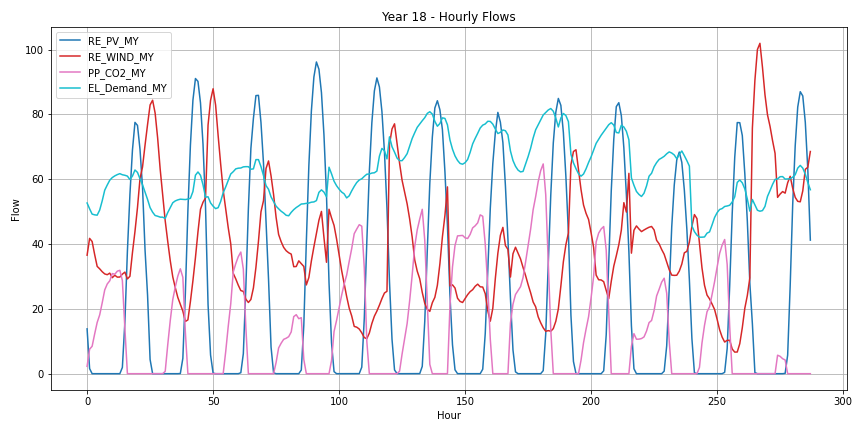 Year 18 - Hourly Flows
RE_PV_MY
RE_WIND_MY
PP_CO2_MY
EL_Demand_MY
Flow
100
80
60
40
20
0
0 50 100 150 200 250 300
Hour